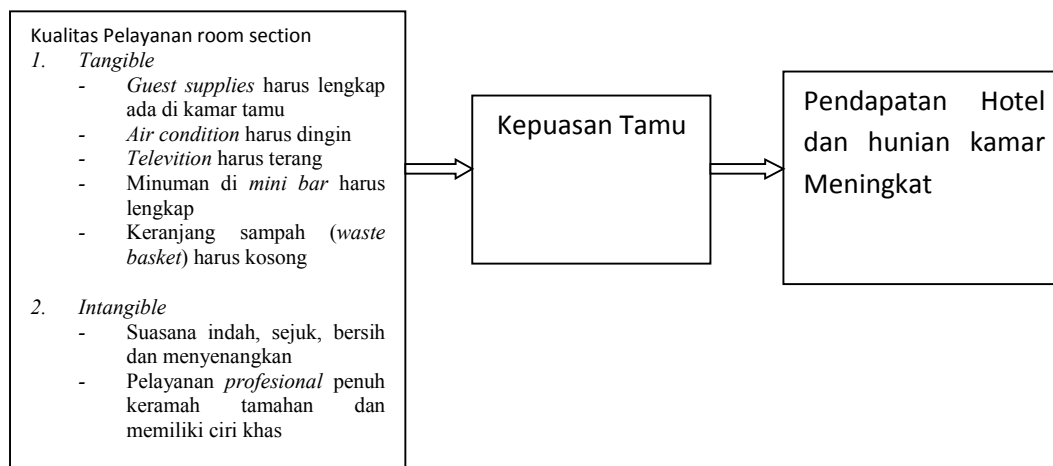 Kualitas Pelayanan room section
1. Tangible
- Guest supplies harus lengkap
ada di kamar tamu
- Air condition harus dingin
- Televition harus terang
- Minuman di mini bar harus
lengkap
- Keranjang sampah (waste
basket) harus kosong
2. Intangible
- Suasana indah, sejuk, bersih
dan menyenangkan
- Pelayanan profesional penuh
keramah tamahan dan
memiliki ciri khas
Kepuasan Tamu
Pendapatan Hotel
dan hunian kamar
Meningkat